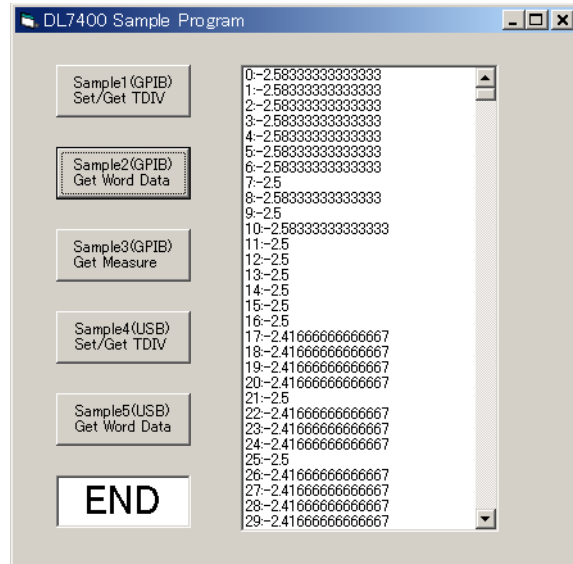 DL7400 Sample Program
Sample1(GPIB)
Set/Get TDIV
Sample2(GPIB)
Get Word Data
Sample3(GPIB)
Get Measure
Sample4(USB)
Set/Get TDIV
Sample5(USB)
Get Word Data
END
0:-2.58333333333333
1:-2.58333333333333
2:-2.58333333333333
3:-2.58333333333333
4:-2.58333333333333
5:-2.58333333333333
6:-2.58333333333333
7:-2.5
8:-2.58333333333333
9:-2.5
10:-2.58333333333333
11:-2.5
12:-2.5
13:-2.5
14:-2.5
15:-2.5
16:-2.5
17:-2.41666666666667
18:-2.41666666666667
19:-2.41666666666667
20:-2.41666666666667
21:-2.5
22:-2.41666666666667
23:-2.41666666666667
24:-2.41666666666667
25:-2.5
26:-2.41666666666667
27:-2.41666666666667
28:-2.41666666666667
29:-2.41666666666667